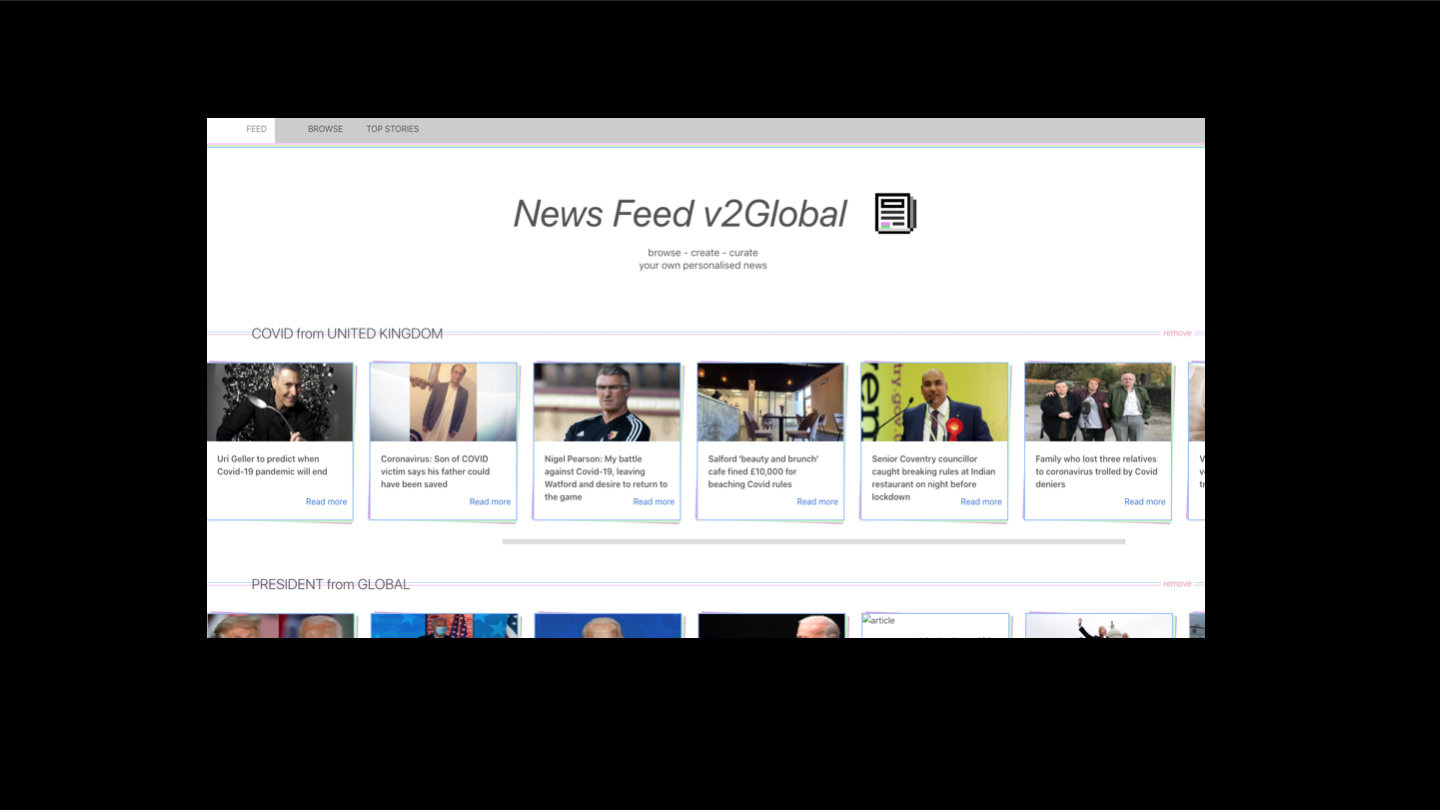 FEED BROWSE TOP STORIES
News Feed v2Global
browse - create - curate
your own personalised news
COVID from UNITED KINGDOM
remove
Uri Geller to predict when
Covid-19 pandemic will end
Read more
Coronavirus: Son of COVID
victim says his father could
have been saved
Read more
Nigel Pearson: My battle
against Covid-19, leaving
Watford and desire to return to
the game
Read more
Salford 'beauty and brunch'
cafe fined £10,000 for
beaching Covid rules
Read more
Senior Coventry councillor
caught breaking rules at Indian
restaurant on night before
lockdown
Read more
Family who lost three relatives
to coronavirus trolled by Covid
deniers
Read more
PRESIDENT from GLOBAL
remove
article